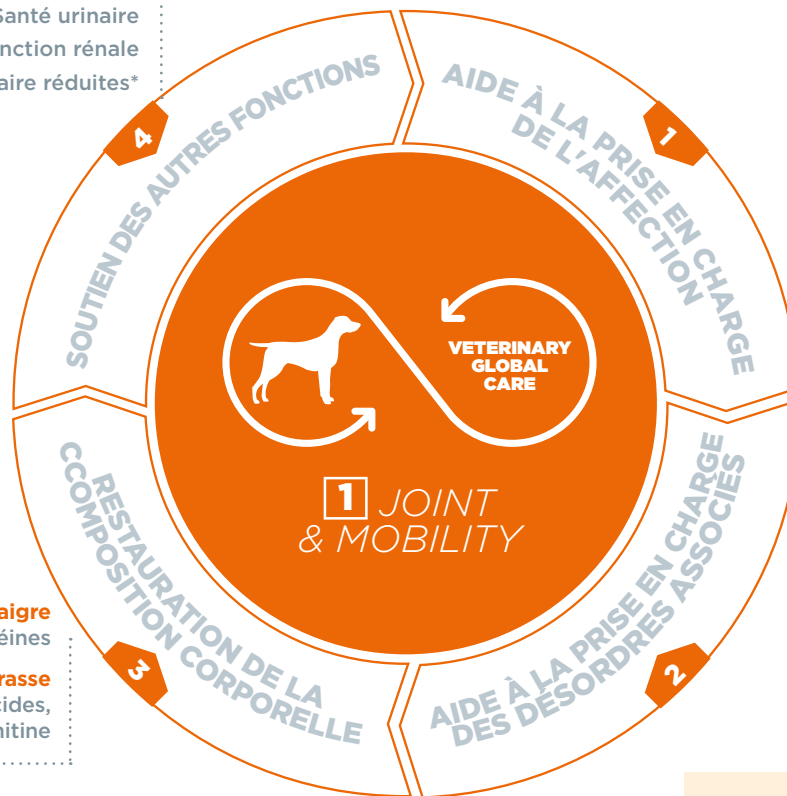 Santé urinaire
nction rénale
aire réduites*
4
SOUTIEN DES AUTRES FONCTIONS
AIDE À LA PRISE EN CHARGE
DE L'AFFECTION
1
VETERINARY
GLOBAL
CARE
1 JOINT
& MOBILITY
aigre
éines
rasse
cides,
nitine
3
RESTAURATION DE LA
CCOMPOSITION CORPORELLE
AIDE À LA PRISE EN CHARGE
DES DÉSORDRES ASSOCIÉS
2